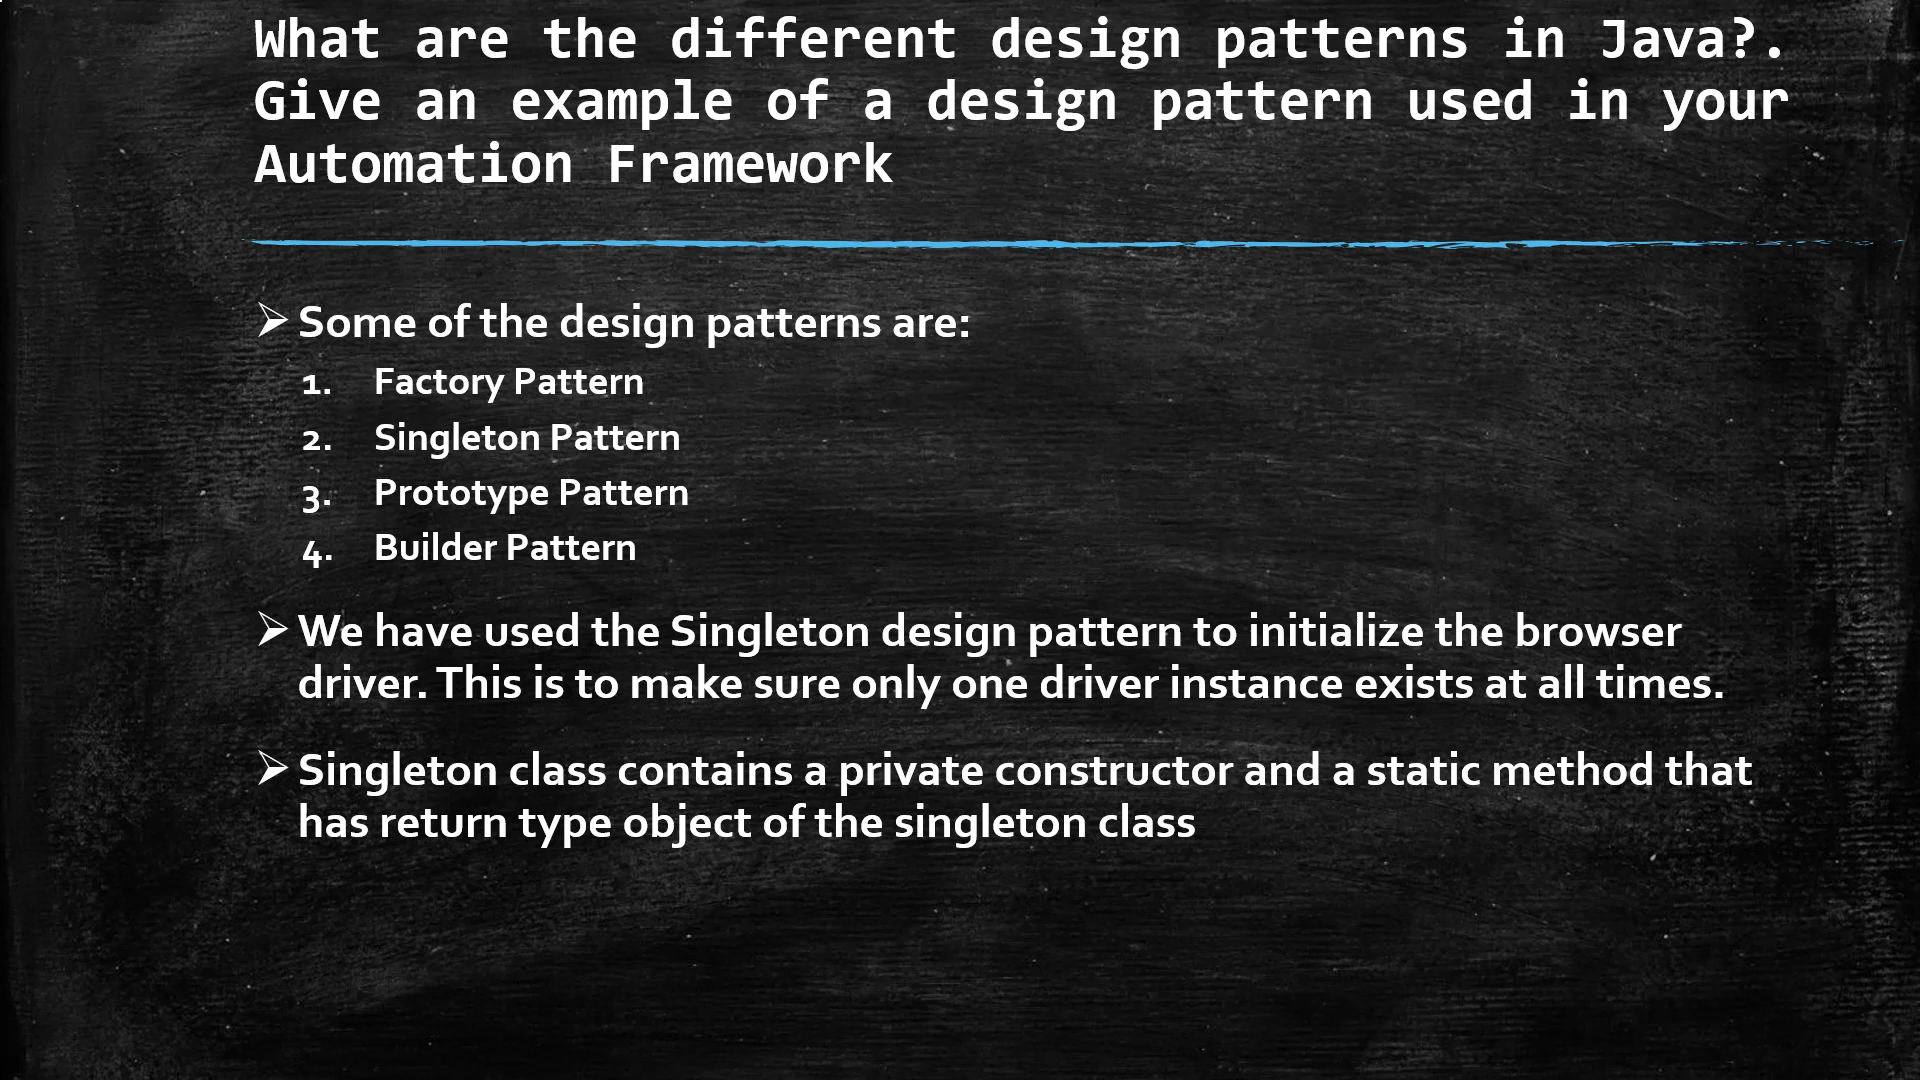 What are the different design patterns in Java?.
Give an example of a design pattern used in your
Automation Framework
➢ Some of the design patterns are:
1. Factory Pattern
2. Singleton Pattern
3. Prototype Pattern
4. Builder Pattern
➢ We have used the Singleton design pattern to initialize the browser
driver. This is to make sure only one driver instance exists at all times.
➢ Singleton class contains a private constructor and a static method that
has return type object of the singleton class